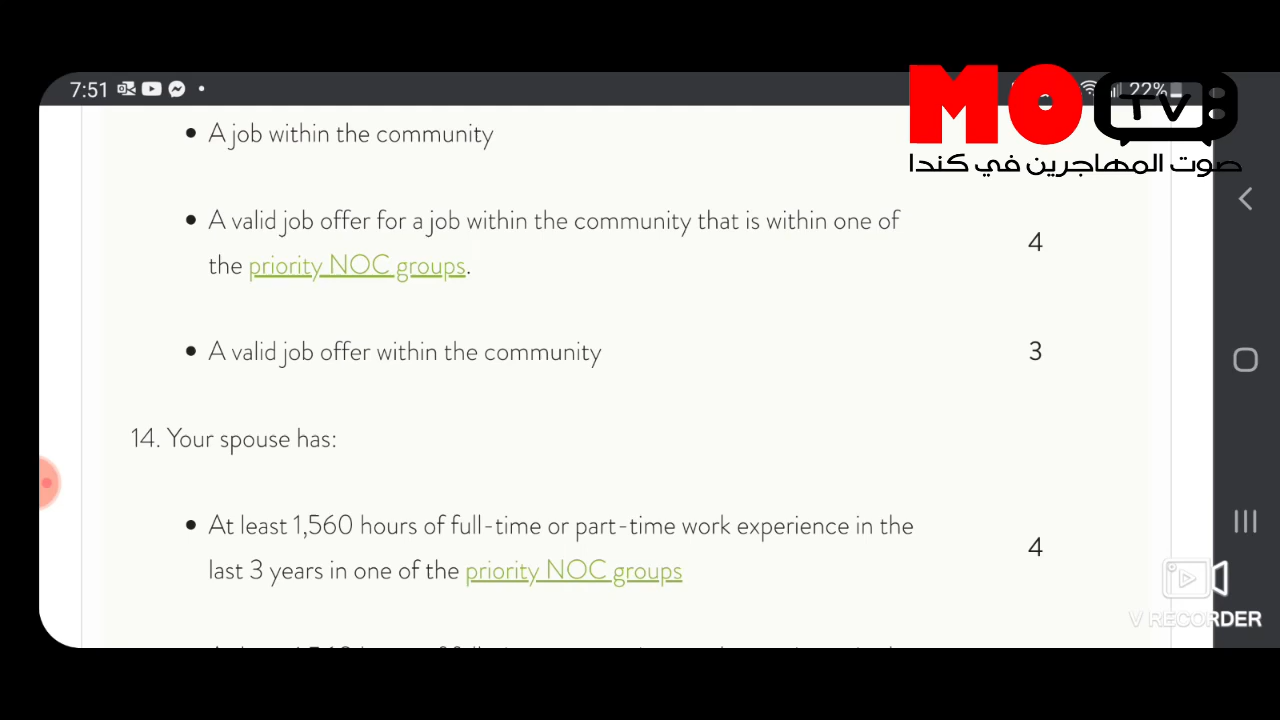 7:51
22%
MO TV
صوت المهاجرين في كندا
• A job within the community
• A valid job offer for a job within the community that is within one of 4
the priority NOC groups.
• A valid job offer within the community 3
14. Your spouse has:
• At least 1,560 hours of full-time or part-time work experience in the 4
last 3 years in one of the priority NOC groups
V RECORDER